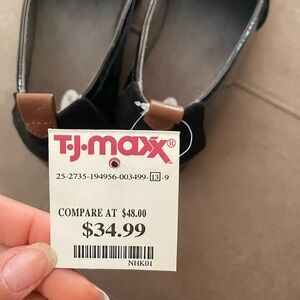 T·J·maxx®
25-2735-194956-003499-13-9
COMPARE AT $48.00
$34.99
NHK01